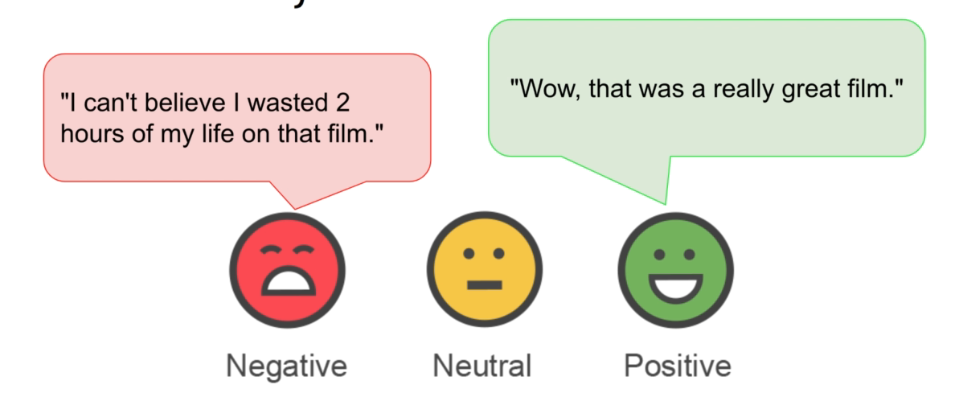 "I can't believe I wasted 2
hours of my life on that film."
"Wow, that was a really great film."
Negative
Neutral
Positive